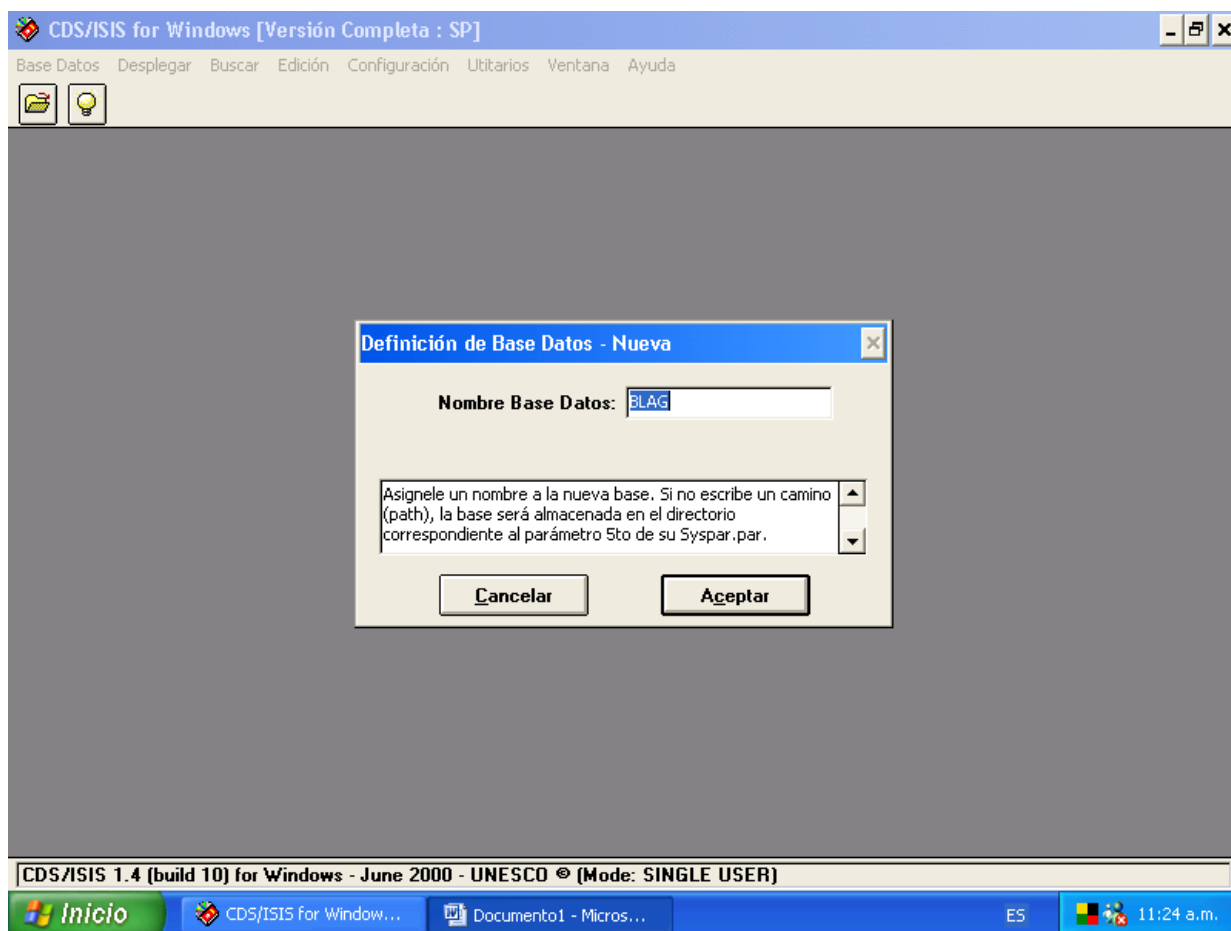 CDS/ISIS for Windows [Versión Completa : SP]
Base Datos Desplegar Buscar Edición Configuración Utitarios Ventana Ayuda
Definición de Base Datos - Nueva
Nombre Base Datos: BLAG
Asignele un nombre a la nueva base. Si no escribe un camino
(path), la base será almacenada en el directorio
correspondiente al parámetro 5to de su Syspar.par.
Cancelar Aceptar
CDS/ISIS 1.4 (build 10) for Windows - June 2000 - UNESCO © (Mode: SINGLE USER)
Inicio CDS/ISIS for Window... Documento1 - Micros... ES 11:24 a.m.